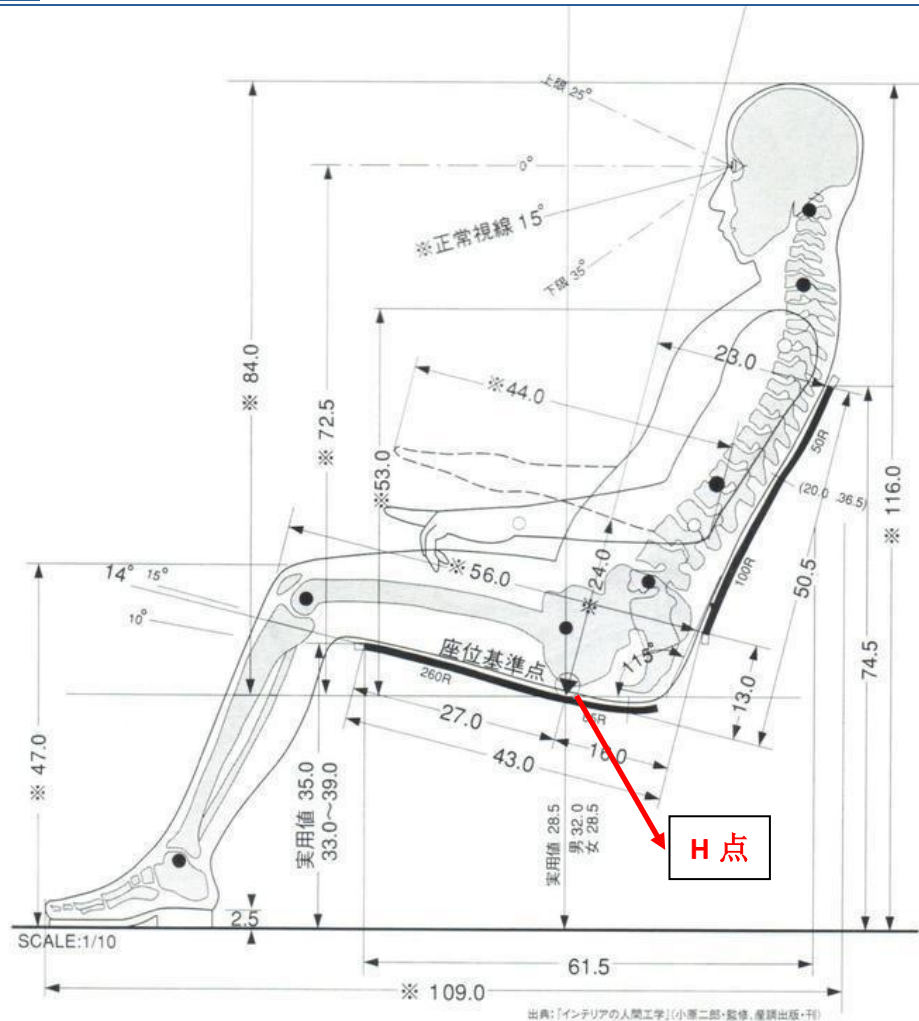 上限 25°
0°
※正常視線 15°
下限 35°
※ 84.0
※ 72.5
※53.0
※44.0
23.0
50R
(20.0 36.5)
100R
50.5
74.5
※ 116.0
※ 56.0
※ 24.0
14° 15°
10°
115°
座位基準点
260R
13.0
27.0
43.0
16.0
※ 47.0
実用値 35.0
33.0～39.0
実用値 28.5
男 32.0
女 28.5
H 点
2.5
SCALE:1/10
61.5
※ 109.0
出典:『インテリアの人間工学』(小原二郎・監修、産調出版・刊)